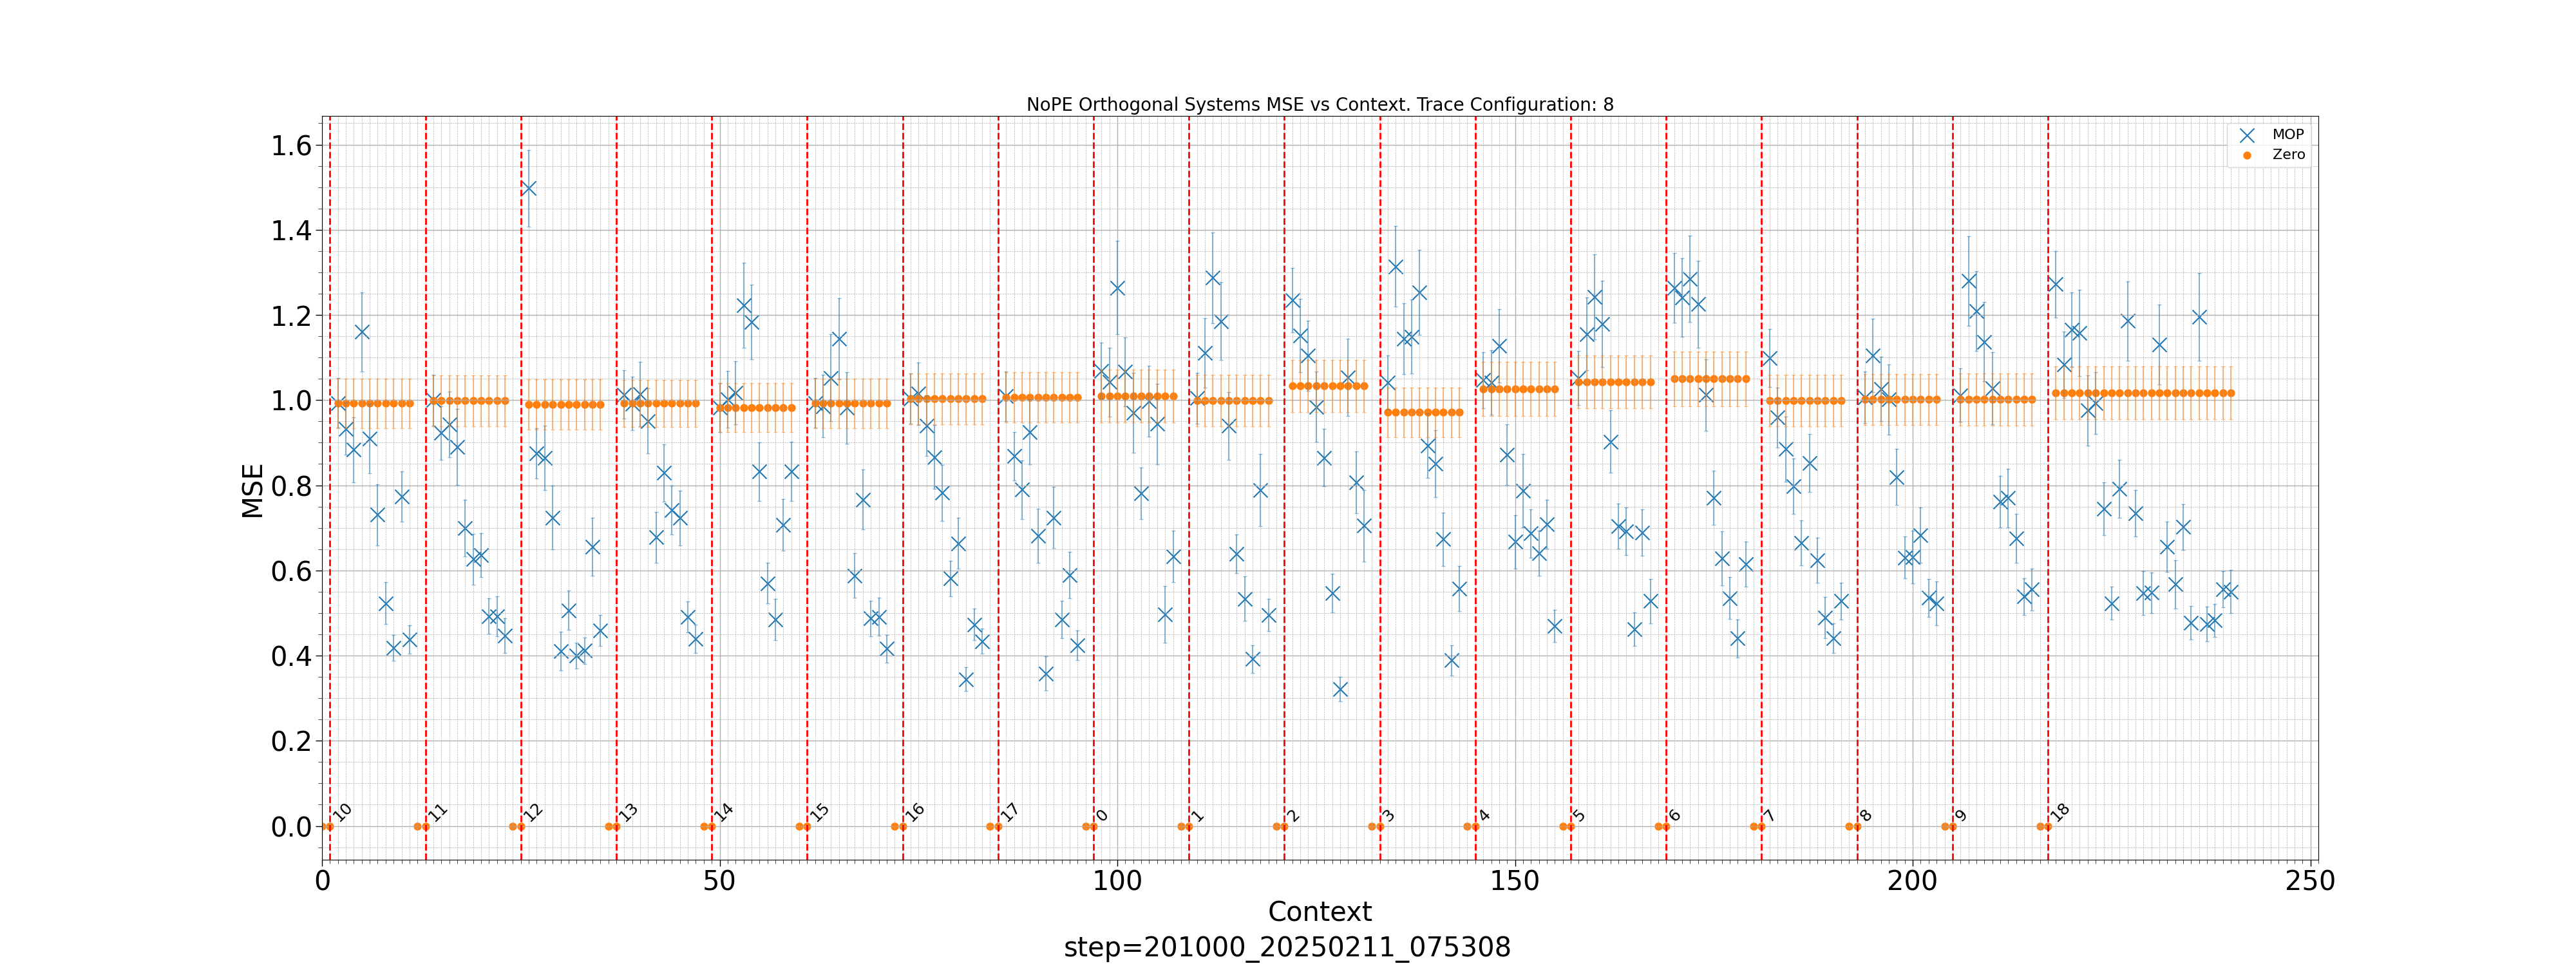 NoPE Orthogonal Systems MSE vs Context. Trace Configuration: 8
MOP
Zero
MSE
1.6
1.4
1.2
1.0
0.8
0.6
0.4
0.2
0.0
10 11 12 13 14 15 16 17 0 1 2 3 4 5 6 7 8 9 18
0 50 100 150 200 250
Context
step=201000_20250211_075308